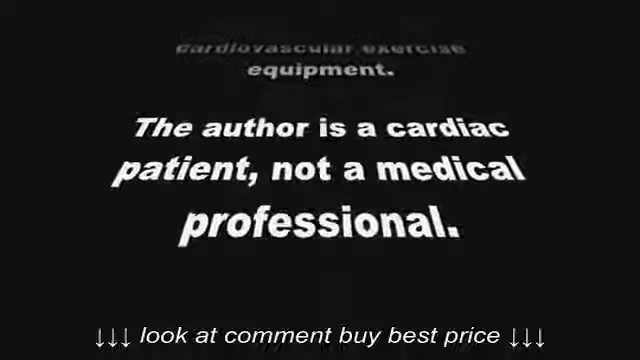 cardiovascular exercise
equipment.
The author is a cardiac
patient, not a medical
professional.
↓↓↓ look at comment buy best price ↓↓↓